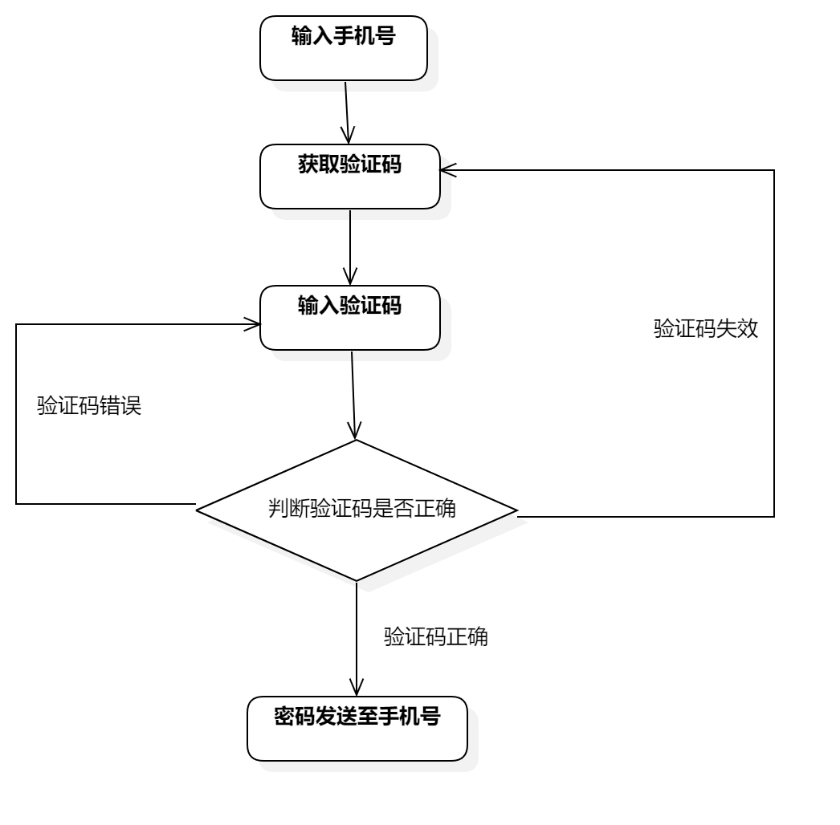 输入手机号
获取验证码
输入验证码
验证码失效
验证码错误
判断验证码是否正确
验证码正确
密码发送至手机号